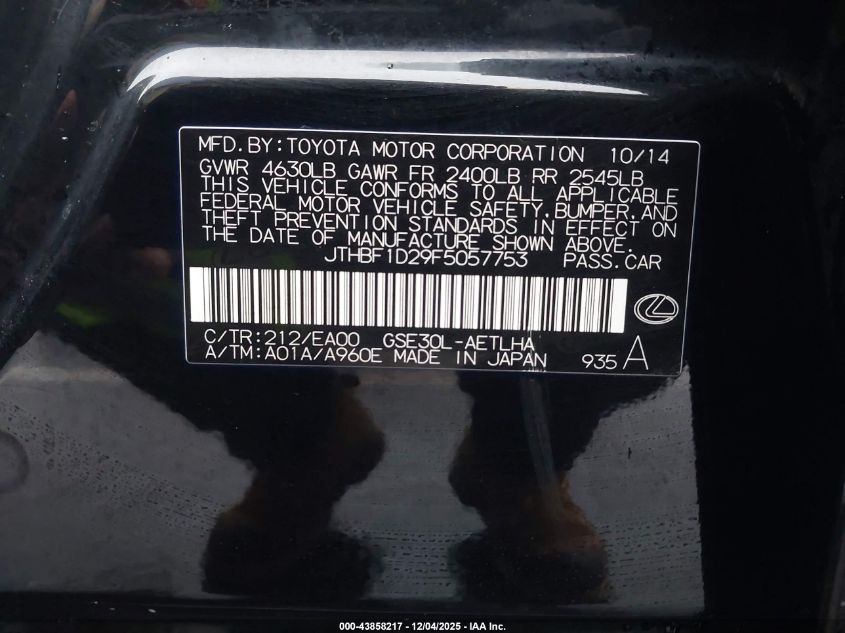 MFD.BY:TOYOTA MOTOR CORPORATION 10/14
GVWR 4630LB GAWR FR 2400LB RR 2545LB
THIS VEHICLE CONFORMS TO ALL APPLICABLE
FEDERAL MOTOR VEHICLE SAFETY,BUMPER,AND
THEFT PREVENTION STANDARDS IN EFFECT ON
THE DATE OF MANUFACTURE SHOWN ABOVE.
JTHBF1D29F5057753 PASS.CAR
C/TR:212/EA00 GSE30L-AETLHA
A/TM:A01A/A960E MADE IN JAPAN 935 A
000-43858217 - 12/04/2025 - IAA Inc.